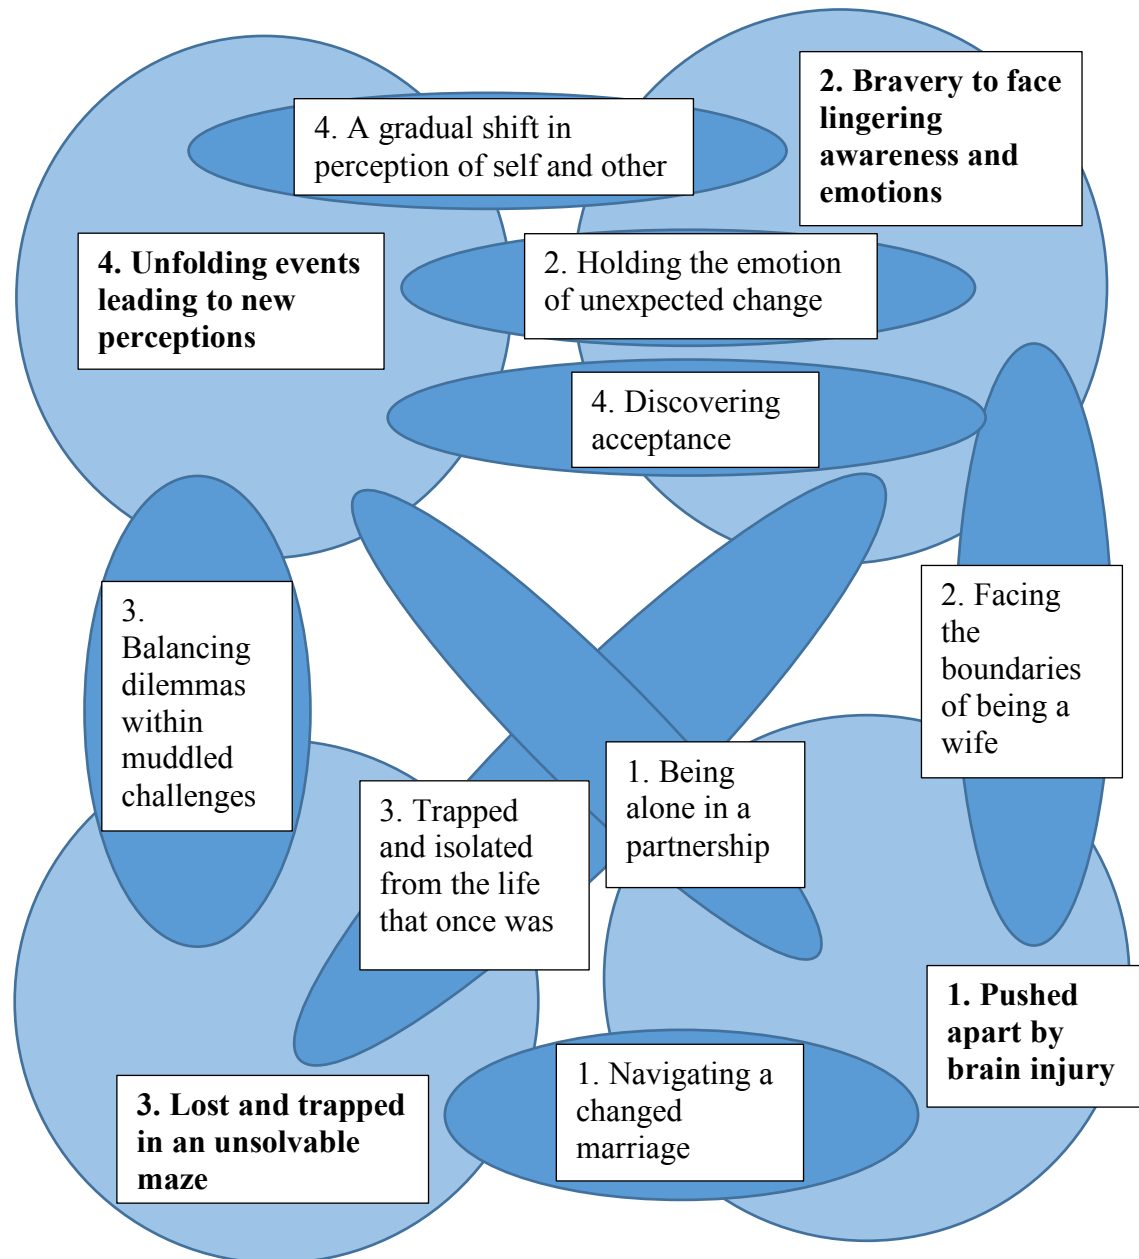 2. Bravery to face
lingering
awareness and
emotions
4. A gradual shift in
perception of self and other
4. Unfolding events
leading to new
perceptions
2. Holding the emotion
of unexpected change
4. Discovering
acceptance
3.
Balancing
dilemmas
within
muddled
challenges
2. Facing
the
boundaries
of being a
wife
1. Being
alone in a
partnership
3. Trapped
and isolated
from the life
that once was
1. Pushed
apart by
brain injury
1. Navigating a
changed
marriage
3. Lost and trapped
in an unsolvable
maze